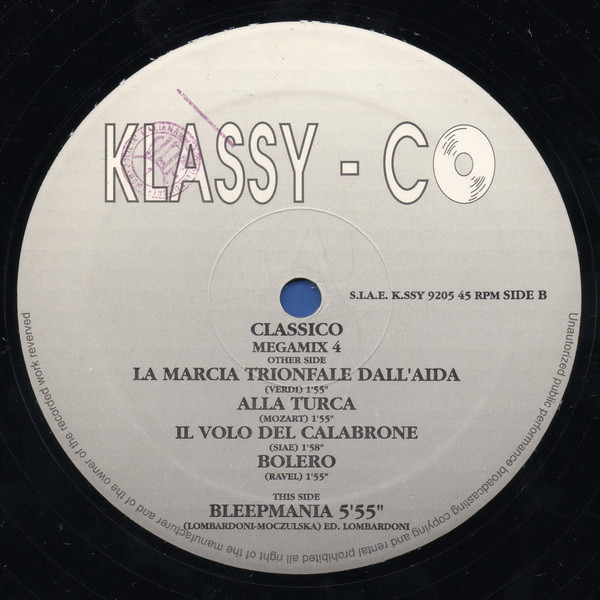 KLASSY - CO
S.I.A.E. K.SSY 9205 45 RPM SIDE B
CLASSICO
MEGAMIX 4
OTHER SIDE
LA MARCIA TRIONFALE DALL'AIDA
(VERDI) 1'55"
ALLA TURCA
(MOZART) 1'55"
IL VOLO DEL CALABRONE
(SIAE) 1'58"
BOLERO
(RAVEL) 1'55"
THIS SIDE
BLEEPMANIA 5'55"
(LOMBARDONI-MOCZULSKA) ED. LOMBARDONI
Unautorized public performance broadcasting copying and rental prohibited all right of the manufacturer and of the owner of the recorded work reverved